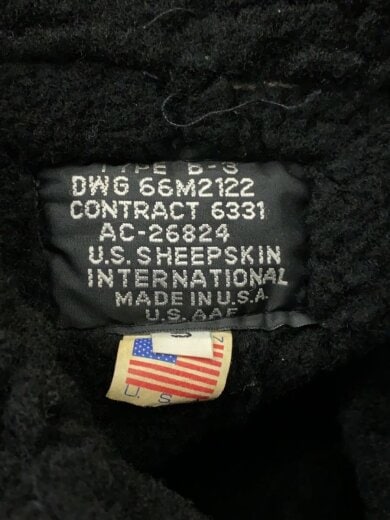 TYPE B-3
DWG 66M2122
CONTRACT 6331
AC-26824
U.S. SHEEPSKIN
INTERNATIONAL
MADE IN U.S.A.
U.S. AAF
U S